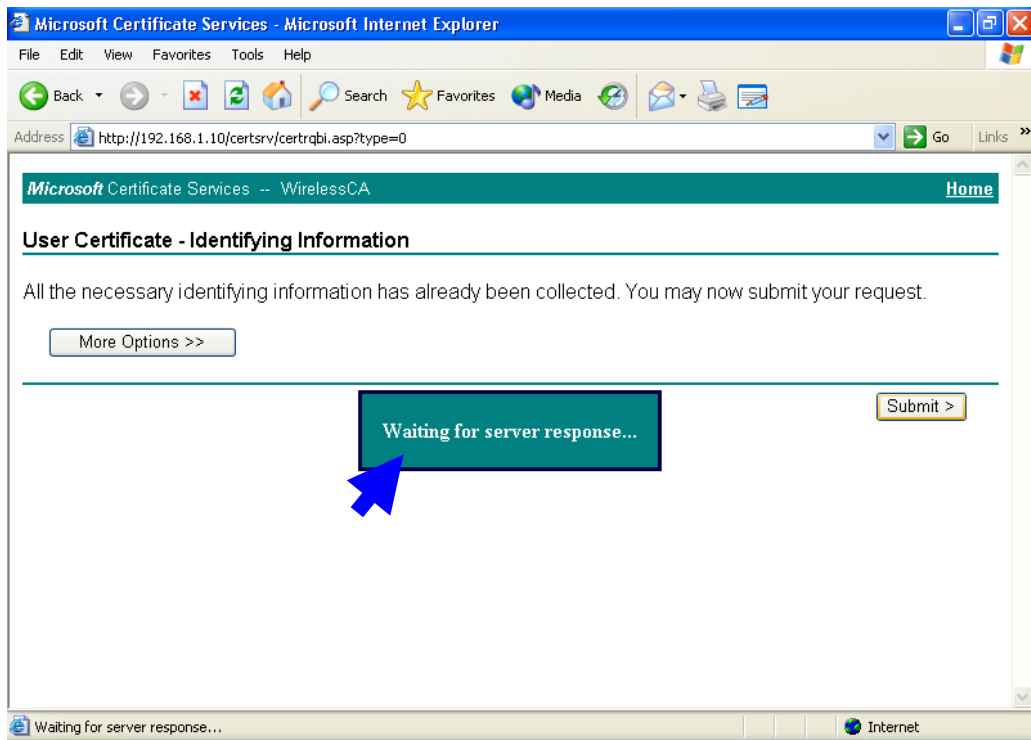 Microsoft Certificate Services - Microsoft Internet Explorer
File Edit View Favorites Tools Help
Back Search Favorites Media
Address http://192.168.1.10/certsrv/certrqbi.asp?type=0 Go Links »
Microsoft Certificate Services -- WirelessCA Home
User Certificate - Identifying Information
All the necessary identifying information has already been collected. You may now submit your request.
More Options >>
Submit >
Waiting for server response...
Waiting for server response... Internet